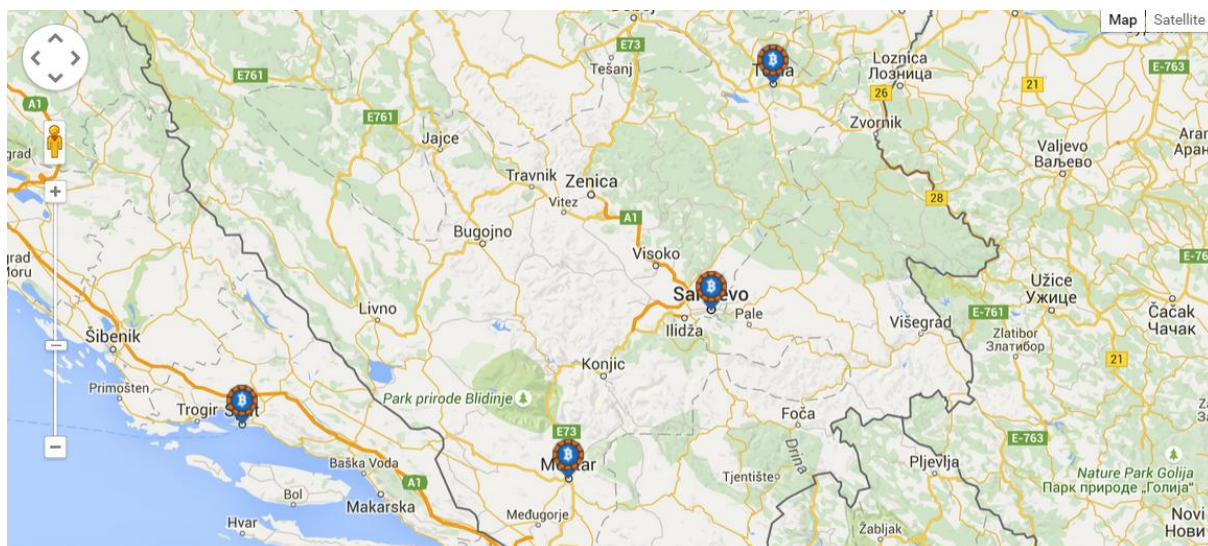 Map
Satellite
E73
E761
Tešanj
Loznica
Лозница
E-763
21
A1
26
E761
Zvornik
Jajce
Valjevo
Ваљево
Travnik
Zenica
Vitez
28
A1
Bugojno
Visoko
Užice
Ужице
Livno
Pale
E-761
Čačak
Чачак
Ilidža
Višegrad
Šibenik
Zlatibor
Златибор
21
Konjic
Primošten
Park prirode Blidinje
Trogir
Foča
E73
E-763
Drina
Baška Voda
Tjentište
Pljevlja
Nature Park Golija
Парк природе „Голија"
A1
Bol
Makarska
Međugorje
Novi
Нови
Hvar
Žabljak